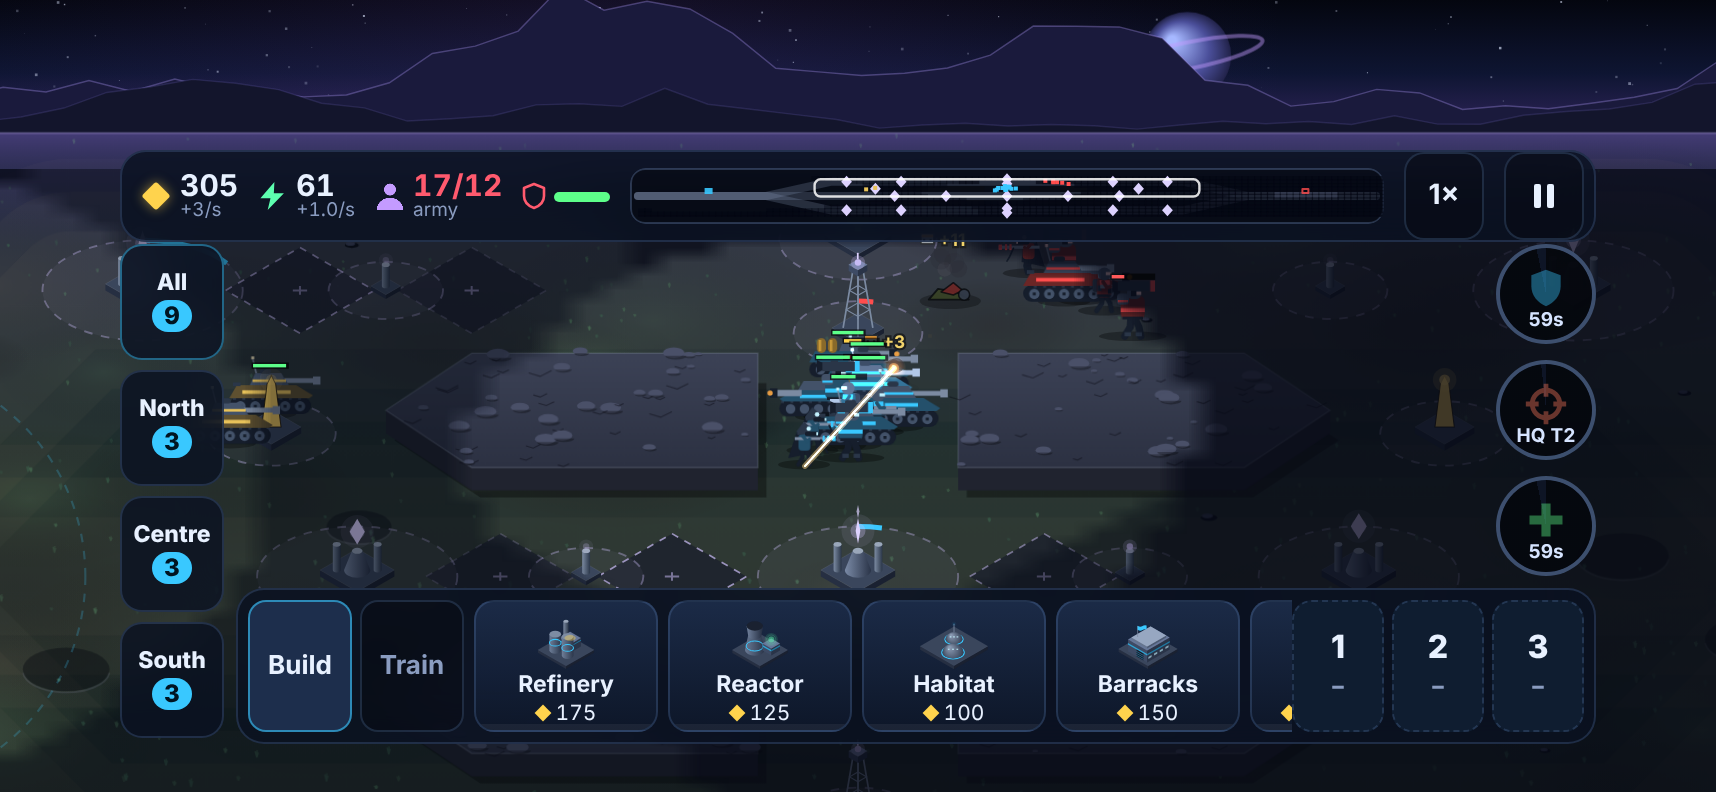 305
+3/s
61
+1.0/s
17/12
army
1×
+3
All
9
North
3
Centre
3
South
3
59s
HQ T2
59s
Build
Train
Refinery
175
Reactor
125
Habitat
100
Barracks
150
1
-
2
-
3
-